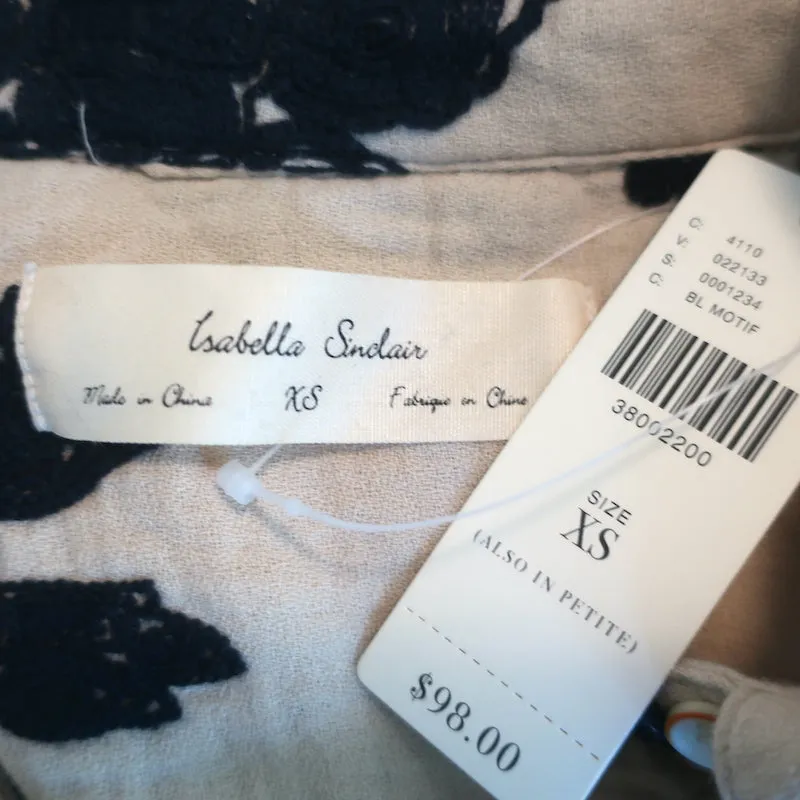 Isabella Sinclair
Made in China
XS
Fabriqué en Chine
C: 4110
V: 022133
S: 0001234
C: BL MOTIF
38002200
SIZE
XS
(ALSO IN PETITE)
$98.00